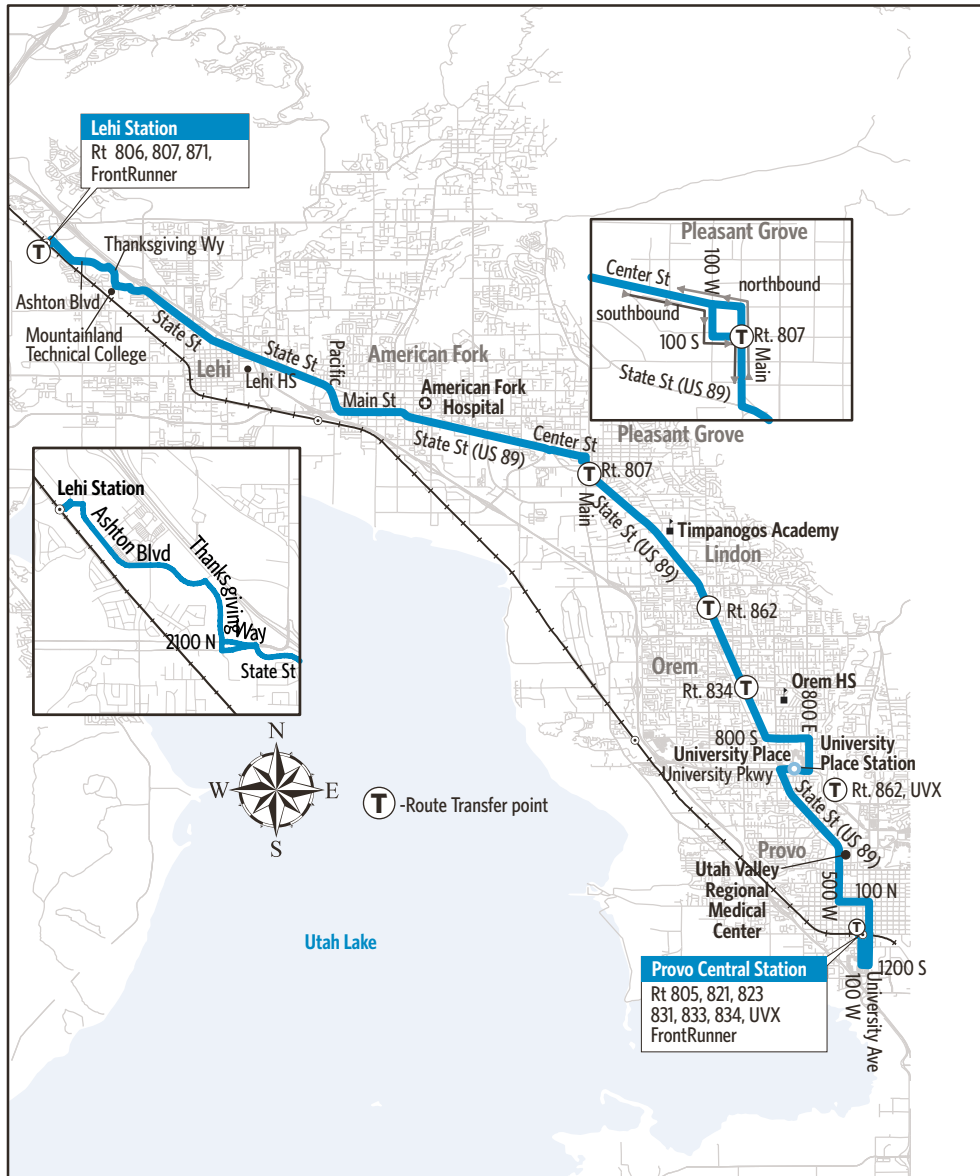 Lehi Station
Rt 806, 807, 871,
FrontRunner
T
Thanksgiving Wy
Ashton Blvd
Mountainland
Technical College
State St
State St
Lehi
Lehi HS
Pacific
American Fork
Main St
American Fork
Hospital
State St (US 89)
Center St
Pleasant Grove
T
Rt. 807
Main
Pleasant Grove
Center St
100 W
northbound
southbound
100 S
T
Rt. 807
Main
State St (US 89)
Lehi Station
Ashton Blvd
Thanksgiving
Way
2100 N
State St
State St (US 89)
Timpanogos Academy
Lindon
T
Rt. 862
Orem
Rt. 834
T
Orem HS
800 E
800 S
University Place
University Pkwy
University
Place Station
T
Rt. 862, UVX
State St (US 89)
Provo
Utah Valley
Regional
Medical
Center
500 W
100 N
T
1200 S
100 W
University Ave
Provo Central Station
Rt 805, 821, 823
831, 833, 834, UVX
FrontRunner
N
W
E
S
T
-Route Transfer point
Utah Lake